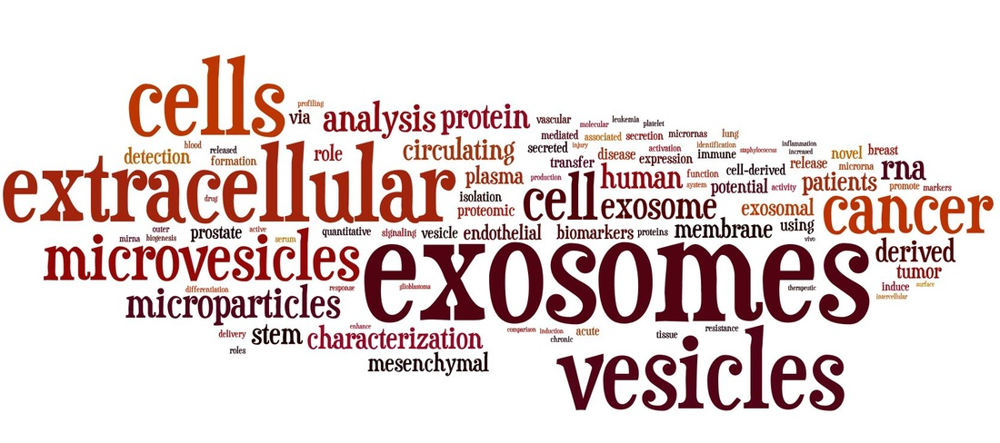 cells
profiling
via
analysis
protein
vascular
molecular
leukemia
platelet
mediated
associated
secretion
micrornas
lung
detection
blood
released
formation
role
circulating
secreted
injury
disease
activation
expression
identification
immune
staphylococcus
inflammation
increased
novel
breast
extracellular
drug
plasma
transfer
production
human
function
system
cell-derived
potential
activity
release
microrna
patients
rna
promote
markers
isolation
proteomic
cell
exosome
exosomal
cancer
outer
mirna
biogenesis
prostate
active
serum
quantitative
signaling
vesicle
endothelial
biomarkers
proteins
membrane
using
vivo
derived
tumor
microvesicles
exosomes
induce
surface
intercellular
differentiation
response
glioblastoma
therapeutic
microparticles
delivery
roles
stem
enhance
characterization
comparison
induction
chronic
acute
tissue
resistance
mesenchymal
vesicles